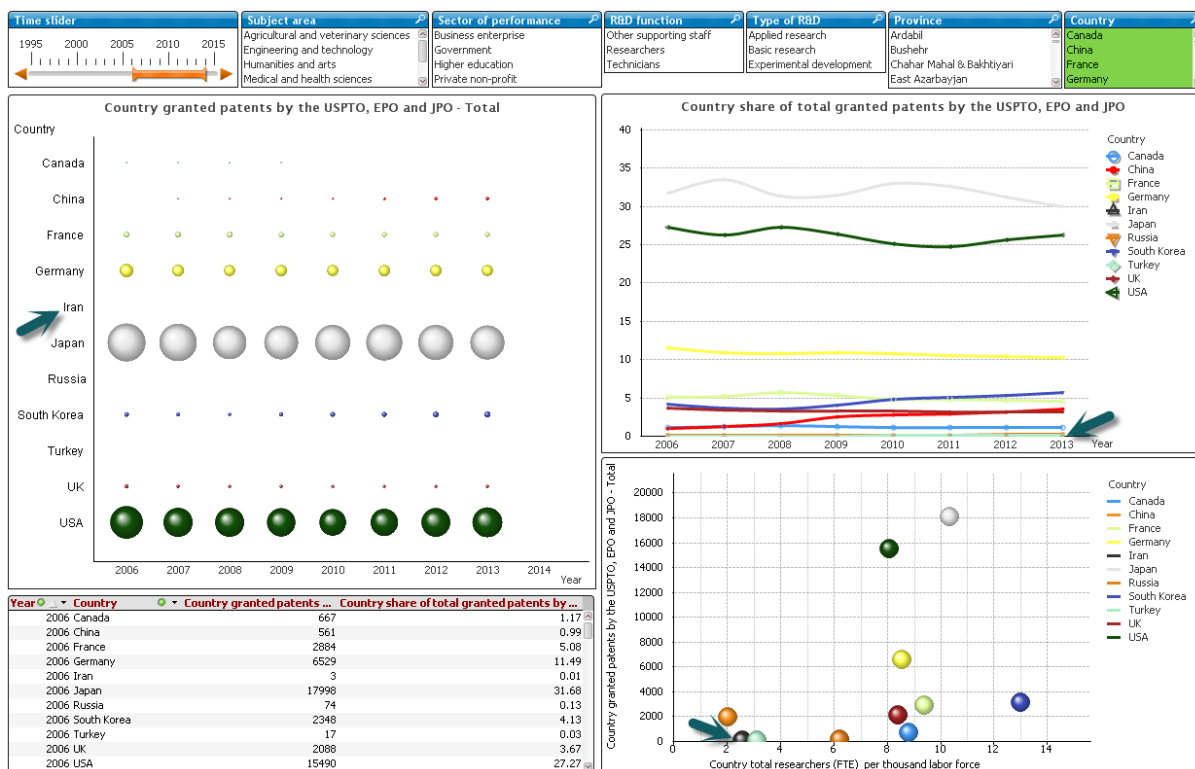 Time slider
1995 2000 2005 2010 2015
Subject area
Agricultural and veterinary sciences
Engineering and technology
Humanities and arts
Medical and health sciences
Sector of performance
Business enterprise
Government
Higher education
Private non-profit
R&D function
Other supporting staff
Researchers
Technicians
Type of R&D
Applied research
Basic research
Experimental development
Province
Ardabil
Bushehr
Chahar Mahal & Bakhtiyari
East Azarbayjan
Country
Canada
China
France
Germany
Country granted patents by the USPTO, EPO and JPO - Total
Country
Canada
China
France
Germany
Iran
Japan
Russia
South Korea
Turkey
UK
USA
2006 2007 2008 2009 2010 2011 2012 2013 2014
Year
Year Country Country granted patents ... Country share of total granted patents by ...
2006 Canada 667 1.17
2006 China 561 0.99
2006 France 2884 5.08
2006 Germany 6529 11.49
2006 Iran 3 0.01
2006 Japan 17998 31.68
2006 Russia 74 0.13
2006 South Korea 2348 4.13
2006 Turkey 17 0.03
2006 UK 2088 3.67
2006 USA 15490 27.27
Country share of total granted patents by the USPTO, EPO and JPO
40
35
30
25
20
15
10
5
0
2006 2007 2008 2009 2010 2011 2012 2013 Year
Country
Canada
China
France
Germany
Iran
Japan
Russia
South Korea
Turkey
UK
USA
Country granted patents by the USPTO, EPO and JPO - Total
20000
18000
16000
14000
12000
10000
8000
6000
4000
2000
0
0 2 4 6 8 10 12 14
Country total researchers (FTE) per thousand labor force
Country
Canada
China
France
Germany
Iran
Japan
Russia
South Korea
Turkey
UK
USA